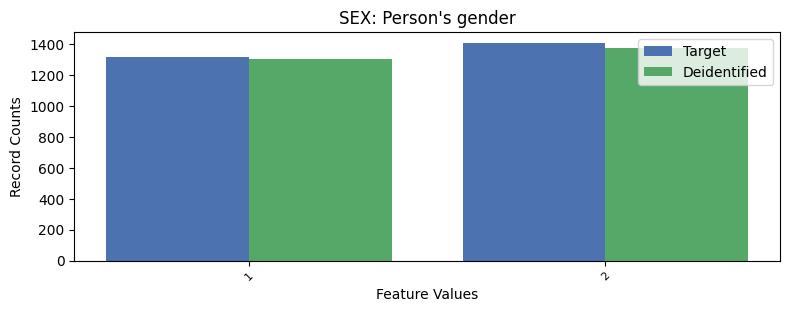 SEX: Person's gender
Target
Deidentified
Record Counts
1400
1200
1000
800
600
400
200
0
1
2
Feature Values